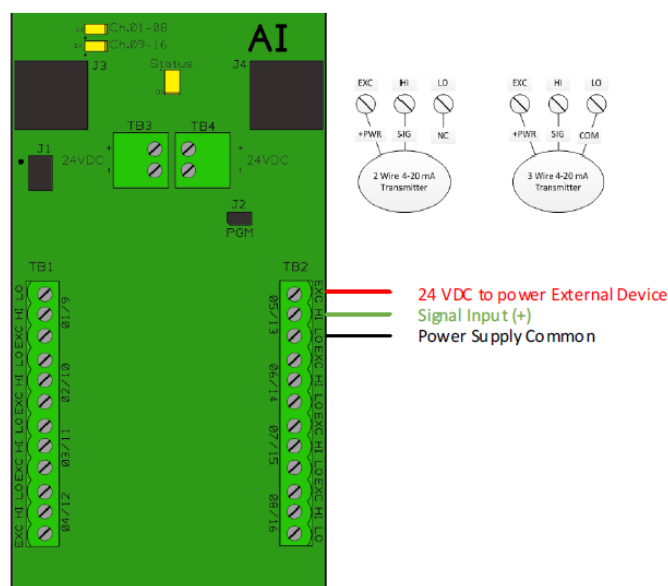 Ch.01-08
Ch.09-16
AI
J3
Status
J4
TB3
TB4
J1
24VDC
+
-
+
-
24VDC
J2
PGM
TB1
TB2
LO
HI
EXC
01/9
LO
HI
EXC
02/10
LO
HI
EXC
03/11
LO
HI
EXC
04/12
EXC
HI
LO
05/13
EXC
HI
LO
06/14
EXC
HI
LO
07/15
EXC
HI
LO
08/16
EXC HI LO
+PWR SIG NC
2 Wire 4-20 mA
Transmitter
EXC HI LO
+PWR SIG COM
3 Wire 4-20 mA
Transmitter
24 VDC to power External Device
Signal Input (+)
Power Supply Common